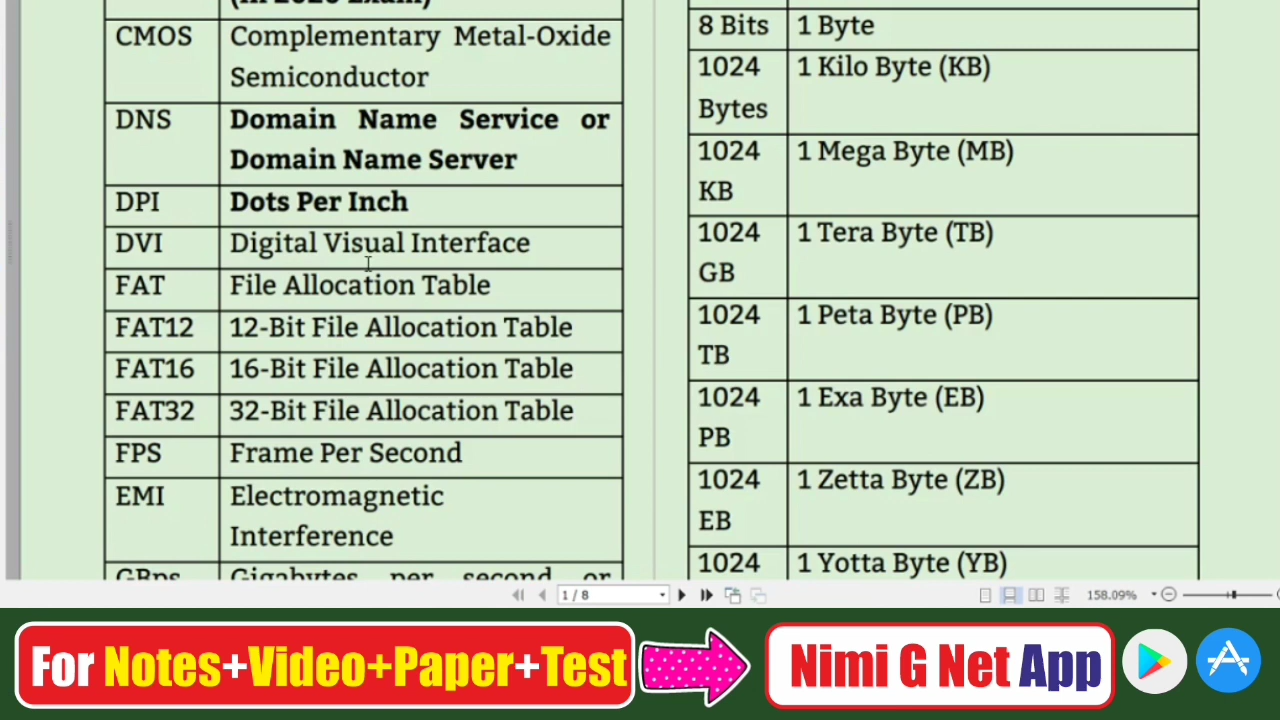 (in 2020 Exam)
CMOS Complementary Metal-Oxide
Semiconductor
DNS Domain Name Service or
Domain Name Server
DPI Dots Per Inch
DVI Digital Visual Interface
FAT File Allocation Table
FAT12 12-Bit File Allocation Table
FAT16 16-Bit File Allocation Table
FAT32 32-Bit File Allocation Table
FPS Frame Per Second
EMI Electromagnetic
Interference
GBps Gigabytes per second or
8 Bits 1 Byte
1024 1 Kilo Byte (KB)
Bytes
1024 1 Mega Byte (MB)
KB
1024 1 Tera Byte (TB)
GB
1024 1 Peta Byte (PB)
TB
1024 1 Exa Byte (EB)
PB
1024 1 Zetta Byte (ZB)
EB
1024 1 Yotta Byte (YB)
1 / 8
158.09%
For Notes+Video+Paper+Test
Nimi G Net App